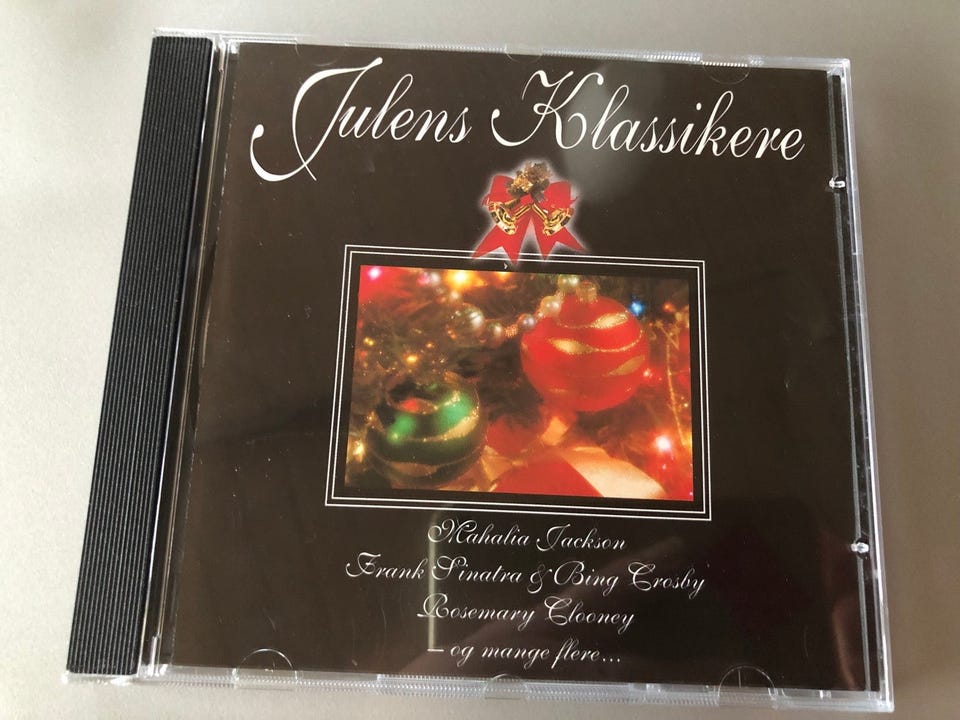 Julens Klassikere
Mahalia Jackson
Frank Sinatra & Bing Crosby
Rosemary Clooney
– og mange flere...